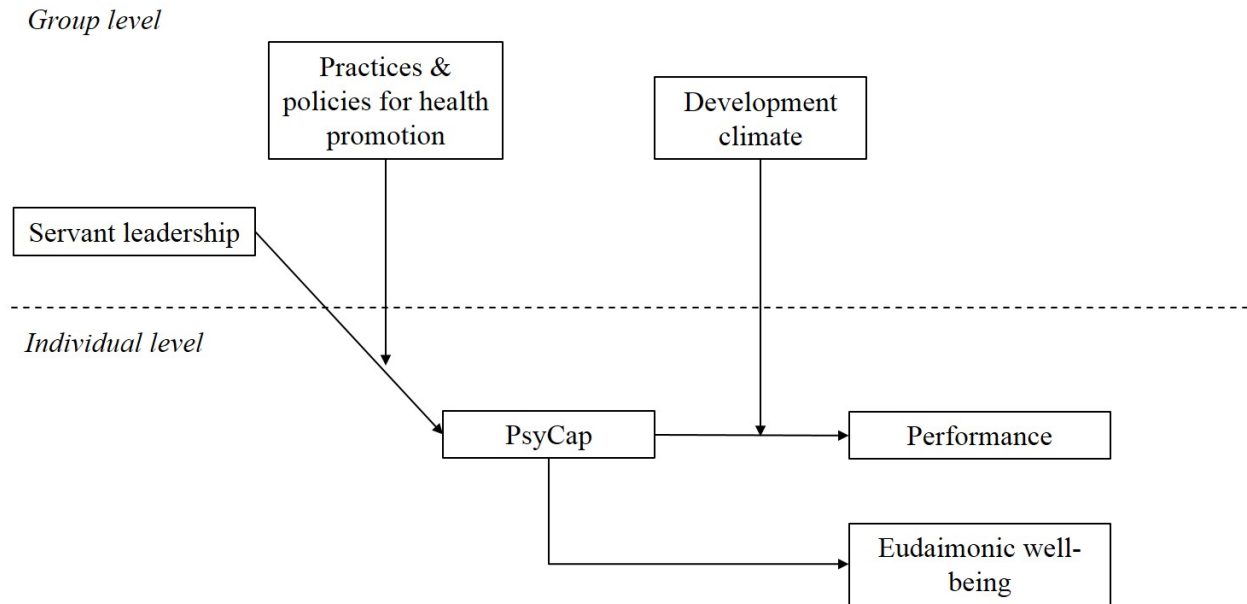 Group level
Practices &
policies for health
promotion
Development
climate
Servant leadership
Individual level
PsyCap
Performance
Eudaimonic well-
being